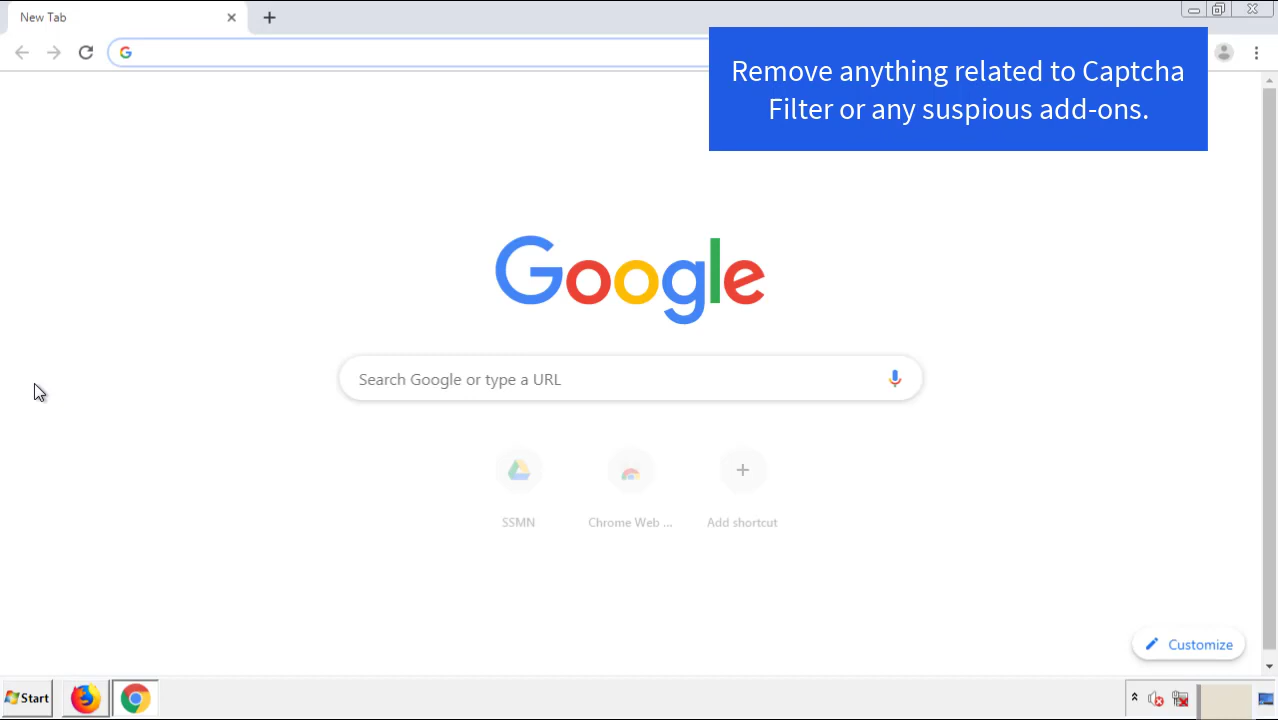 New Tab
Remove anything related to Captcha
Filter or any suspious add-ons.
Google
Search Google or type a URL
SSMN
Chrome Web ...
Add shortcut
Customize
Start